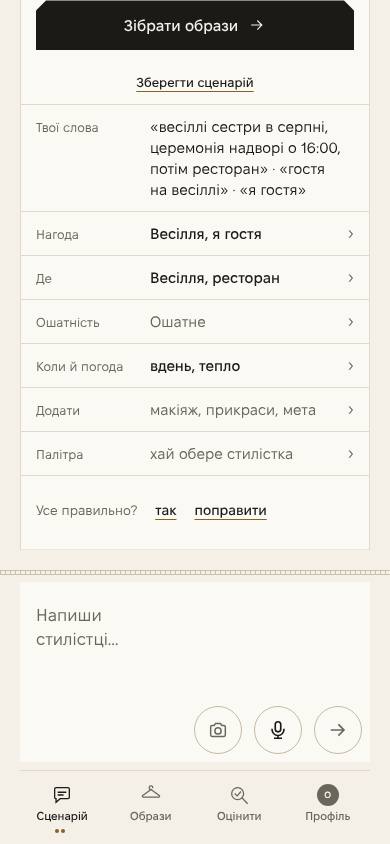 Зібрати образи →
Зберегти сценарій
Твої слова
«весіллі сестри в серпні,
церемонія надворі о 16:00,
потім ресторан» · «гостя
на весіллі» · «я гостя»
Нагода Весілля, я гостя
Де Весілля, ресторан
Ошатність Ошатне
Коли й погода вдень, тепло
Додати макіяж, прикраси, мета
Палітра хай обере стилістка
Усе правильно? так поправити
Напиши
стилістці...
Сценарій Образи Оцінити Профіль
О